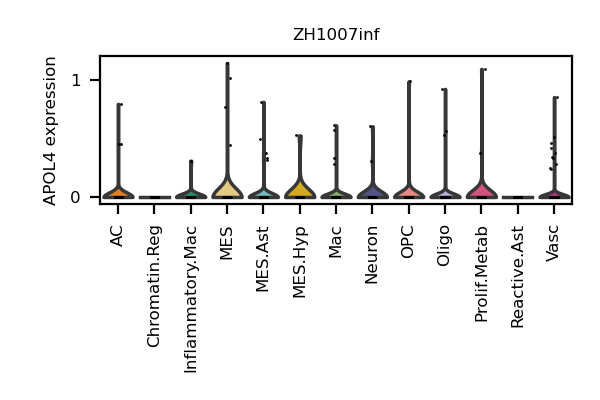 ZH1007inf
APOL4 expression
1
0
AC
Chromatin.Reg
Inflammatory.Mac
MES
MES.Ast
MES.Hyp
Mac
Neuron
OPC
Oligo
Prolif.Metab
Reactive.Ast
Vasc